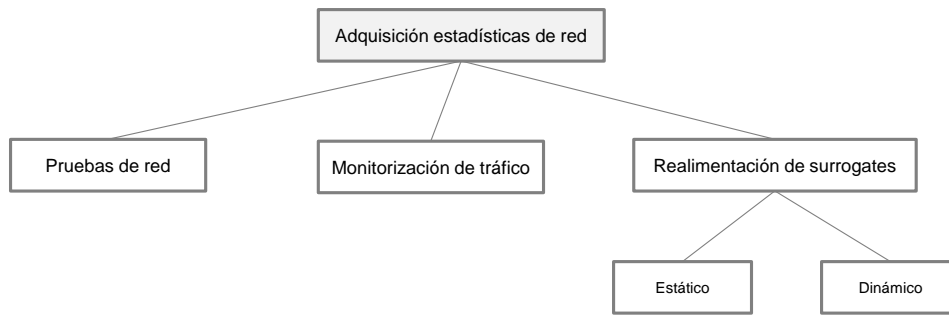 Adquisición estadísticas de red
Pruebas de red
Monitorización de tráfico
Realimentación de surrogates
Estático
Dinámico